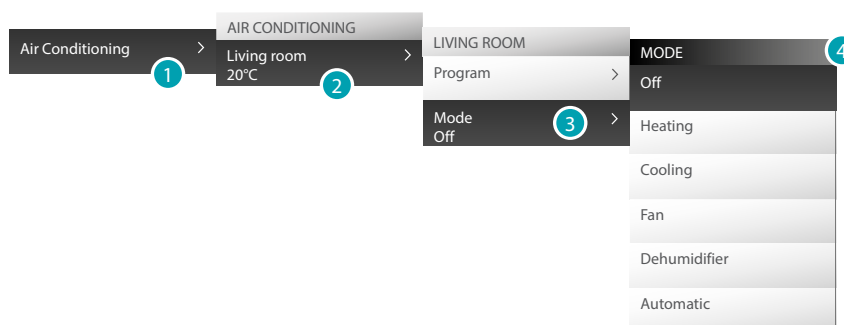 Air Conditioning
1
AIR CONDITIONING
Living room
20°C
2
LIVING ROOM
Program
Mode
Off
3
MODE
4
Off
Heating
Cooling
Fan
Dehumidifier
Automatic